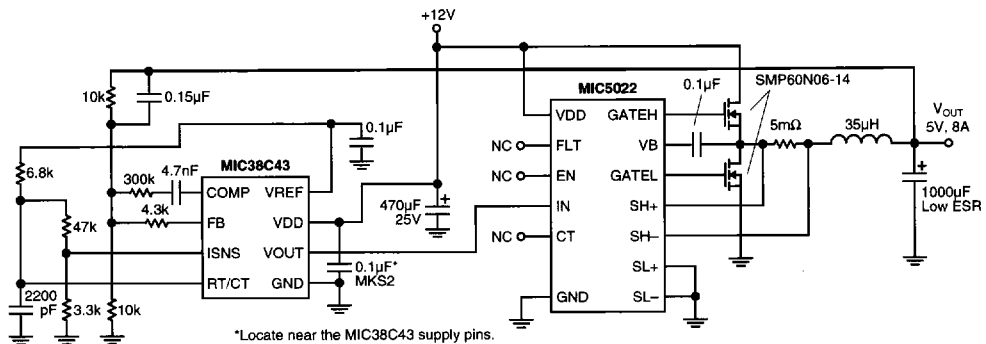 +12V
SMP60N06-14
10k
0.15µF
MIC5022
0.1µF
VOUT
5V, 8A
0.1µF
5mΩ
35µH
VDD
GATEH
MIC38C43
6.8k
4.7nF
NC
FLT
VB
300k
COMP
VREF
470µF
25V
NC
EN
GATEL
1000µF
Low ESR
4.3k
FB
VDD
IN
SH+
47k
ISNS
VOUT
NC
CT
SH–
0.1µF*
MKS2
RT/CT
GND
SL+
2200
pF
3.3k
10k
GND
SL–
*Locate near the MIC38C43 supply pins.